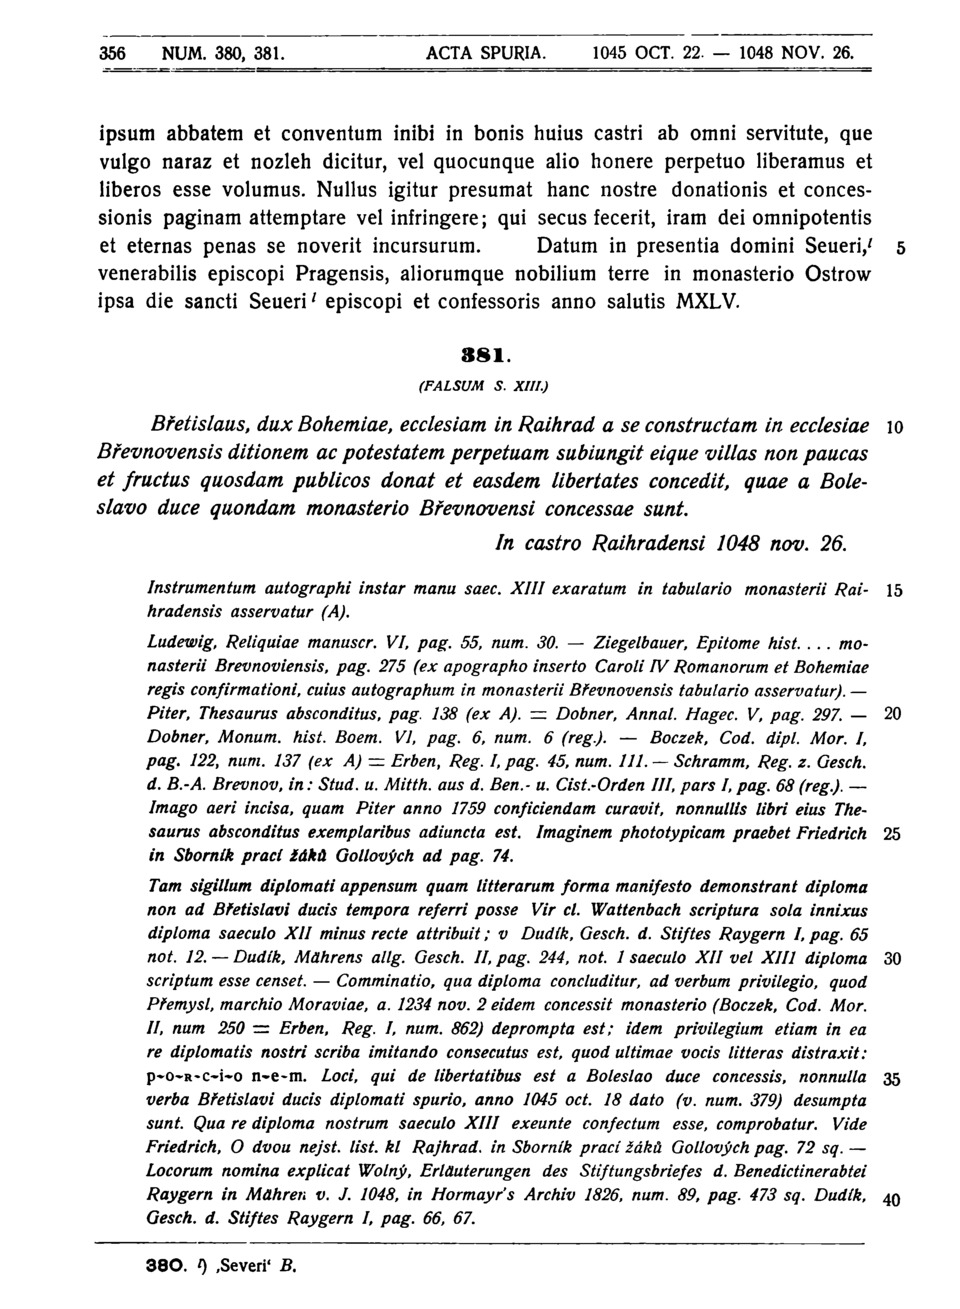 356 NUM. 380, 381. ACTA SPURIA. 1045 OCT. 22. — 1048 NOV. 26.
ipsum abbatem et conventum inibi in bonis huius castri ab omni servitute, que
vulgo naraz et nozleh dicitur, vel quocunque alio honere perpetuo liberamus et
liberos esse volumus. Nullus igitur presumat hanc nostre donationis et conces-
sionis paginam attemptare vel infringere; qui secus fecerit, iram dei omnipotentis
et eternas penas se noverit incursurum. Datum in presentia domini Seueri,l 5
venerabilis episcopi Pragensis, aliorumque nobilium terre in monasterio Ostrow
ipsa die sancti Seueri l episcopi et confessoris anno salutis MXLV.
381.
(FALSUM S. XIII.)
Břetislaus, dux Bohemiae, ecclesiam in Raihrad a se constructam in ecclesiae 10
Břevnovensis ditionem ac potestatem perpetuam subiungit eique villas non paucas
et fructus quosdam publicos donat et easdem libertates concedit, quae a Bole-
slavo duce quondam monasterio Břevnovensi concessae sunt.
In castro Raihradensi 1048 nov. 26.
Instrumentum autographi instar manu saec. XIII exaratum in tabulario monasterii Rai- 15
hradensis asservatur (A).
Ludewig, Reliquiae manuscr. VI, pag. 55, num. 30. — Ziegelbauer, Epitome hist. ... mo-
nasterii Brevnoviensis, pag. 275 (ex apographo inserto Caroli IV Romanorum et Bohemiae
regis confirmationi, cuius autographum in monasterii Břevnovensis tabulario asservatur). —
Piter, Thesaurus absconditus, pag. 138 (ex A). = Dobner, Annal. Hagec. V, pag. 297. — 20
Dobner, Monum. hist. Boem. VI, pag. 6, num. 6 (reg.). — Boczek, Cod. dipl. Mor. I,
pag. 122, num. 137 (ex A) = Erben, Reg. I, pag. 45, num. 111. — Schramm, Reg. z. Gesch.
d. B.-A. Brevnov, in: Stud. u. Mitth. aus d. Ben.- u. Cist.-Orden III, pars I, pag. 68 (reg.). —
Imago aeri incisa, quam Piter anno 1759 conficiendam curavit, nonnullis libri eius The-
saurus absconditus exemplaribus adiuncta est. Imaginem phototypicam praebet Friedrich 25
in Sborník prací žáků Gollových ad pag. 74.
Tam sigillum diplomati appensum quam litterarum forma manifesto demonstrant diploma
non ad Břetislavi ducis tempora referri posse Vir cl. Wattenbach scriptura sola innixus
diploma saeculo XII minus recte attribuit; v Dudík, Gesch. d. Stiftes Raygern I, pag. 65
not. 12. — Dudík, Mährens allg. Gesch. II, pag. 244, not. 1 saeculo XII vel XIII diploma 30
scriptum esse censet. — Comminatio, qua diploma concluditur, ad verbum privilegio, quod
Přemysl, marchio Moraviae, a. 1234 nov. 2 eidem concessit monasterio (Boczek, Cod. Mor.
II, num 250 = Erben, Reg. I, num. 862) deprompta est; idem privilegium etiam in ea
re diplomatis nostri scriba imitando consecutus est, quod ultimae vocis litteras distraxit:
p-o-R-c-i-o n-e-m. Loci, qui de libertatibus est a Boleslao duce concessis, nonnulla 35
verba Břetislavi ducis diplomati spurio, anno 1045 oct. 18 dato (v. num. 379) desumpta
sunt. Qua re diploma nostrum saeculo XIII exeunte confectum esse, comprobatur. Vide
Friedrich, O dvou nejst. list. kl Rajhrad. in Sborník prací žáků Gollových pag. 72 sq. —
Locorum nomina explicat Wolný, Erläuterungen des Stiftungsbriefes d. Benedictinerabtei
Raygern in Mähren v. J. 1048, in Hormayr's Archiv 1826, num. 89, pag. 473 sq. Dudík, 40
Gesch. d. Stiftes Raygern I, pag. 66, 67.
380. l) ‚Severi‘ B.